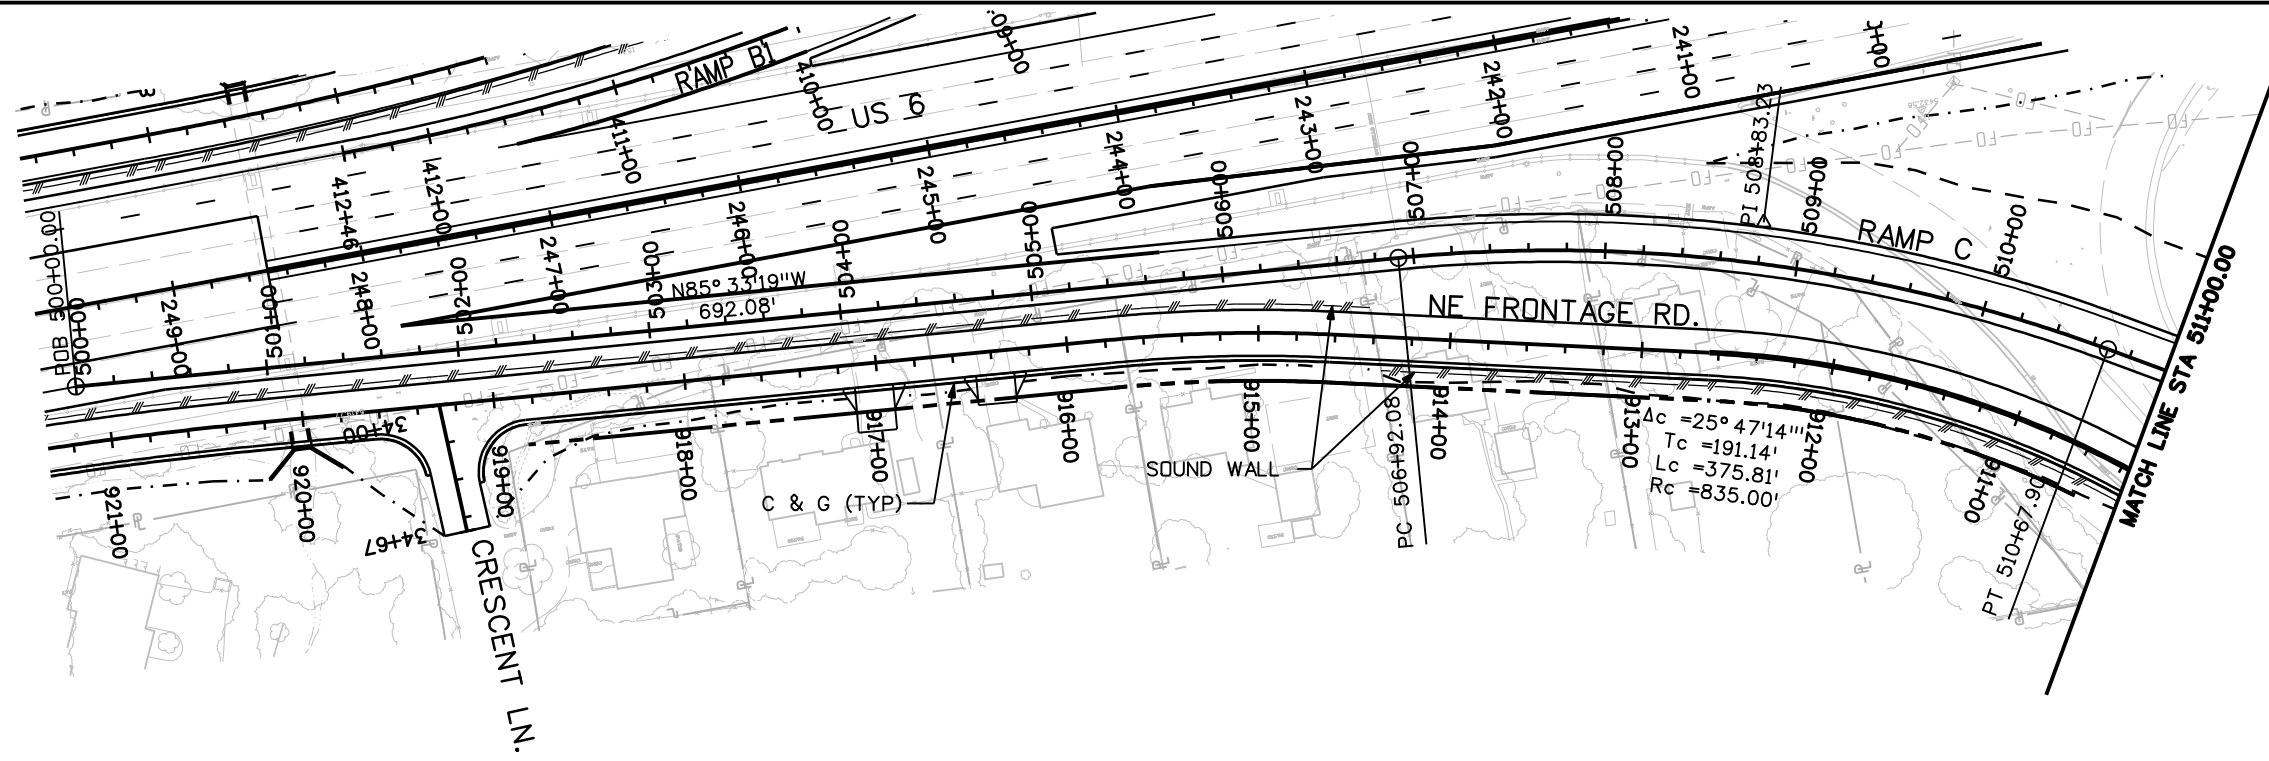 RAMP B1
US 6
410+00
411+00
412+00
412+46
241+00
242+00
243+00
244+00
245+00
246+00
247+00
248+00
249+00
POB 500+00.00
500+00
501+00
502+00
503+00
504+00
505+00
506+00
507+00
508+00
509+00
510+00
PI 508+83.23
RAMP C
N85° 33'19"W
692.08'
NE FRONTAGE RD.
MATCH LINE STA 511+00.00
34+00
34+67
921+00
920+00
919+00
918+00
917+00
916+00
915+00
914+00
913+00
912+00
911+00
CRESCENT LN.
C & G (TYP)
SOUND WALL
PC 506+92.08
Δc =25° 47'14"
Tc =191.14'
Lc =375.81'
Rc =835.00'
PT 510+67.90